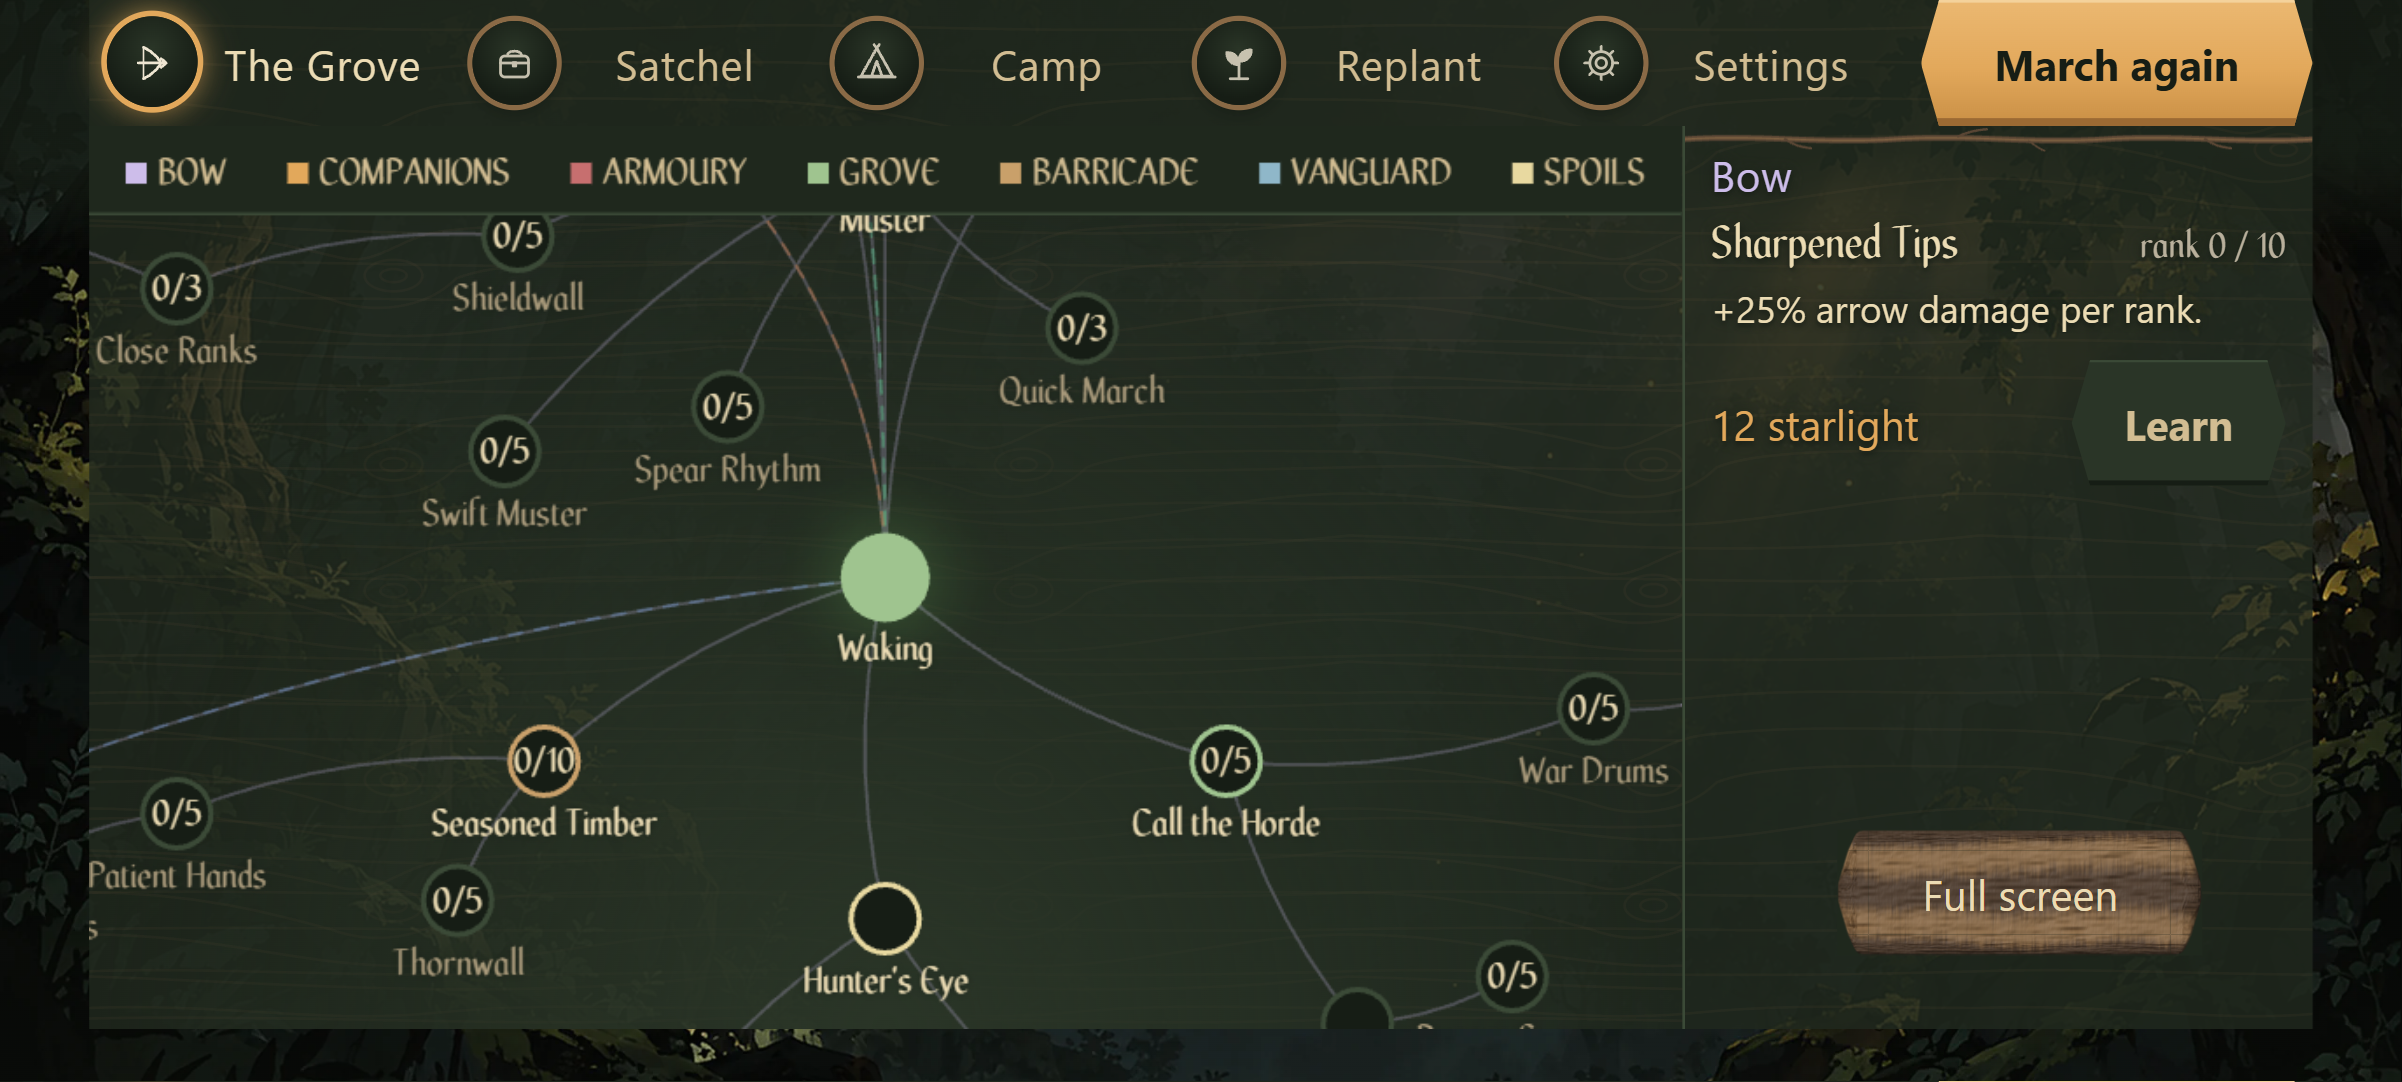 The Grove
Satchel
Camp
Replant
Settings
March again
BOW
COMPANIONS
ARMOURY
GROVE
BARRICADE
VANGUARD
SPOILS
Bow
Sharpened Tips
rank 0 / 10
+25% arrow damage per rank.
12 starlight
Learn
Full screen
Muster
0/5
Shieldwall
0/3
Close Ranks
0/3
Quick March
0/5
Spear Rhythm
0/5
Swift Muster
Waking
0/5
War Drums
0/10
Seasoned Timber
0/5
Call the Horde
0/5
Patient Hands
s
0/5
Thornwall
Hunter's Eye
0/5